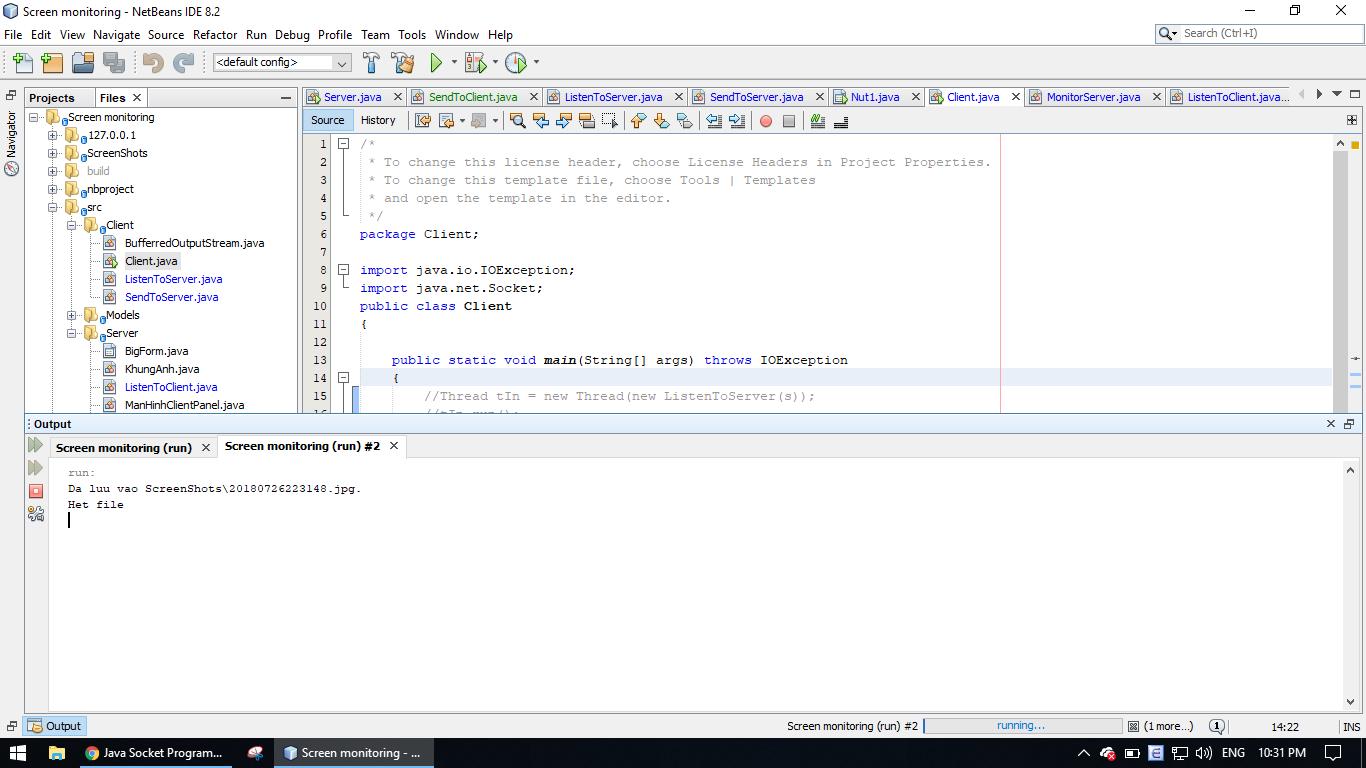 Screen monitoring - NetBeans IDE 8.2
File Edit View Navigate Source Refactor Run Debug Profile Team Tools Window Help
Search (Ctrl+I)
<default config>
Projects Files
Server.java SendToClient.java ListenToServer.java SendToServer.java Nut1.java Client.java MonitorServer.java ListenToClient.java...
Navigator
Source History
Screen monitoring
127.0.0.1
ScreenShots
build
nbproject
src
Client
BufferredOutputStream.java
Client.java
ListenToServer.java
SendToServer.java
Models
Server
BigForm.java
KhungAnh.java
ListenToClient.java
ManHinhClientPanel.java
1 /*
2 * To change this license header, choose License Headers in Project Properties.
3 * To change this template file, choose Tools | Templates
4 * and open the template in the editor.
5 */
6 package Client;
7
8 import java.io.IOException;
9 import java.net.Socket;
10 public class Client
11 {
12
13 public static void main(String[] args) throws IOException
14 {
15 //Thread tIn = new Thread(new ListenToServer(s));
Output
Screen monitoring (run) Screen monitoring (run) #2
run:
Da luu vao ScreenShots\20180726223148.jpg.
Het file
Output
Screen monitoring (run) #2 running... (1 more...) 1 14:22 INS
Java Socket Program... Screen monitoring - ... ENG 10:31 PM